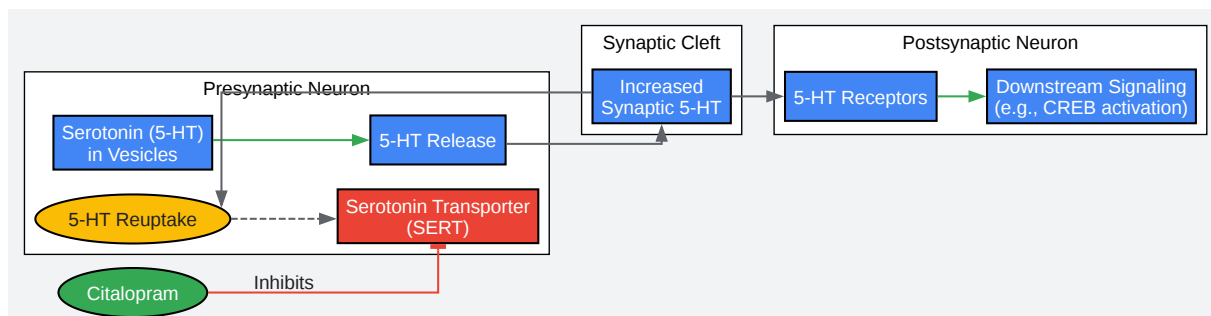 Synaptic Cleft
Postsynaptic Neuron
Presynaptic Neuron
Increased
Synaptic 5-HT
5-HT Receptors
Downstream Signaling
(e.g., CREB activation)
Serotonin (5-HT)
in Vesicles
5-HT Release
5-HT Reuptake
Serotonin Transporter
(SERT)
Citalopram
Inhibits